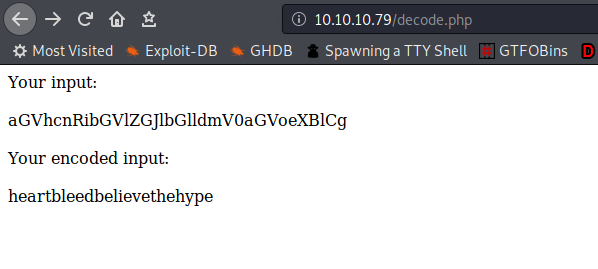 10.10.10.79/decode.php
Most Visited Exploit-DB GHDB Spawning a TTY Shell GTFOBins
Your input:
aGVhcnRibGVlZGJlbGlldmV0aGVoeXBlCg
Your encoded input:
heartbleedbelievethehype